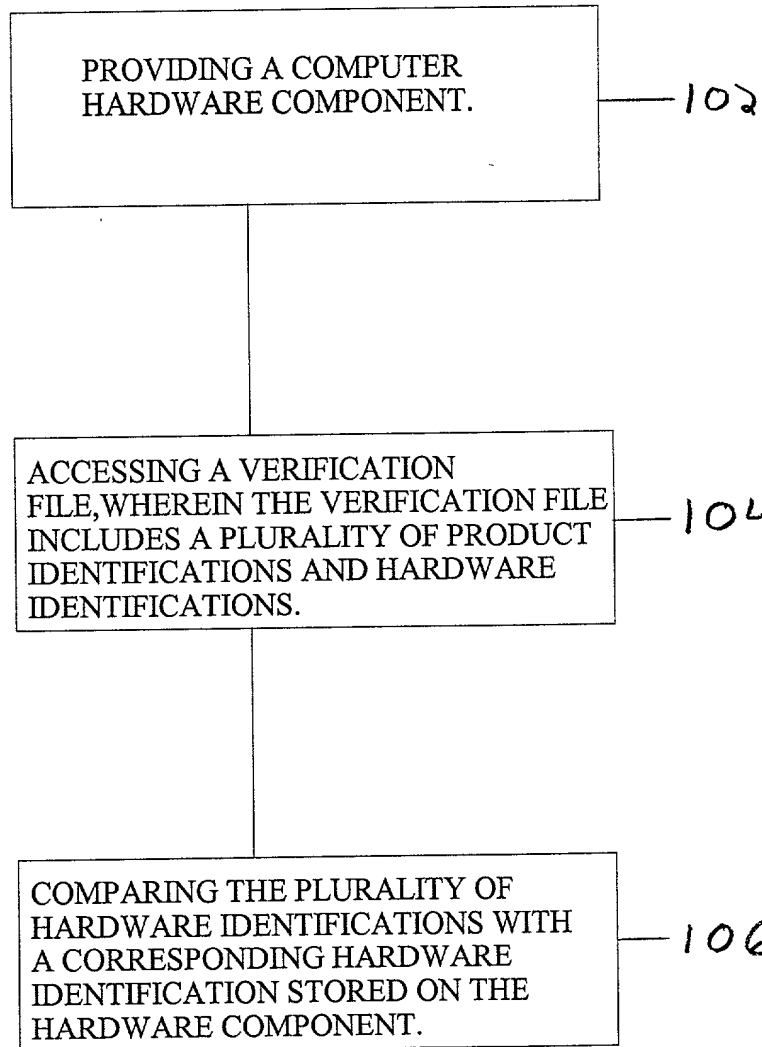 PROVIDING A COMPUTER
HARDWARE COMPONENT.
102
ACCESSING A VERIFICATION
FILE,WHEREIN THE VERIFICATION FILE
INCLUDES A PLURALITY OF PRODUCT
IDENTIFICATIONS AND HARDWARE
IDENTIFICATIONS.
104
COMPARING THE PLURALITY OF
HARDWARE IDENTIFICATIONS WITH
A CORRESPONDING HARDWARE
IDENTIFICATION STORED ON THE
HARDWARE COMPONENT.
106